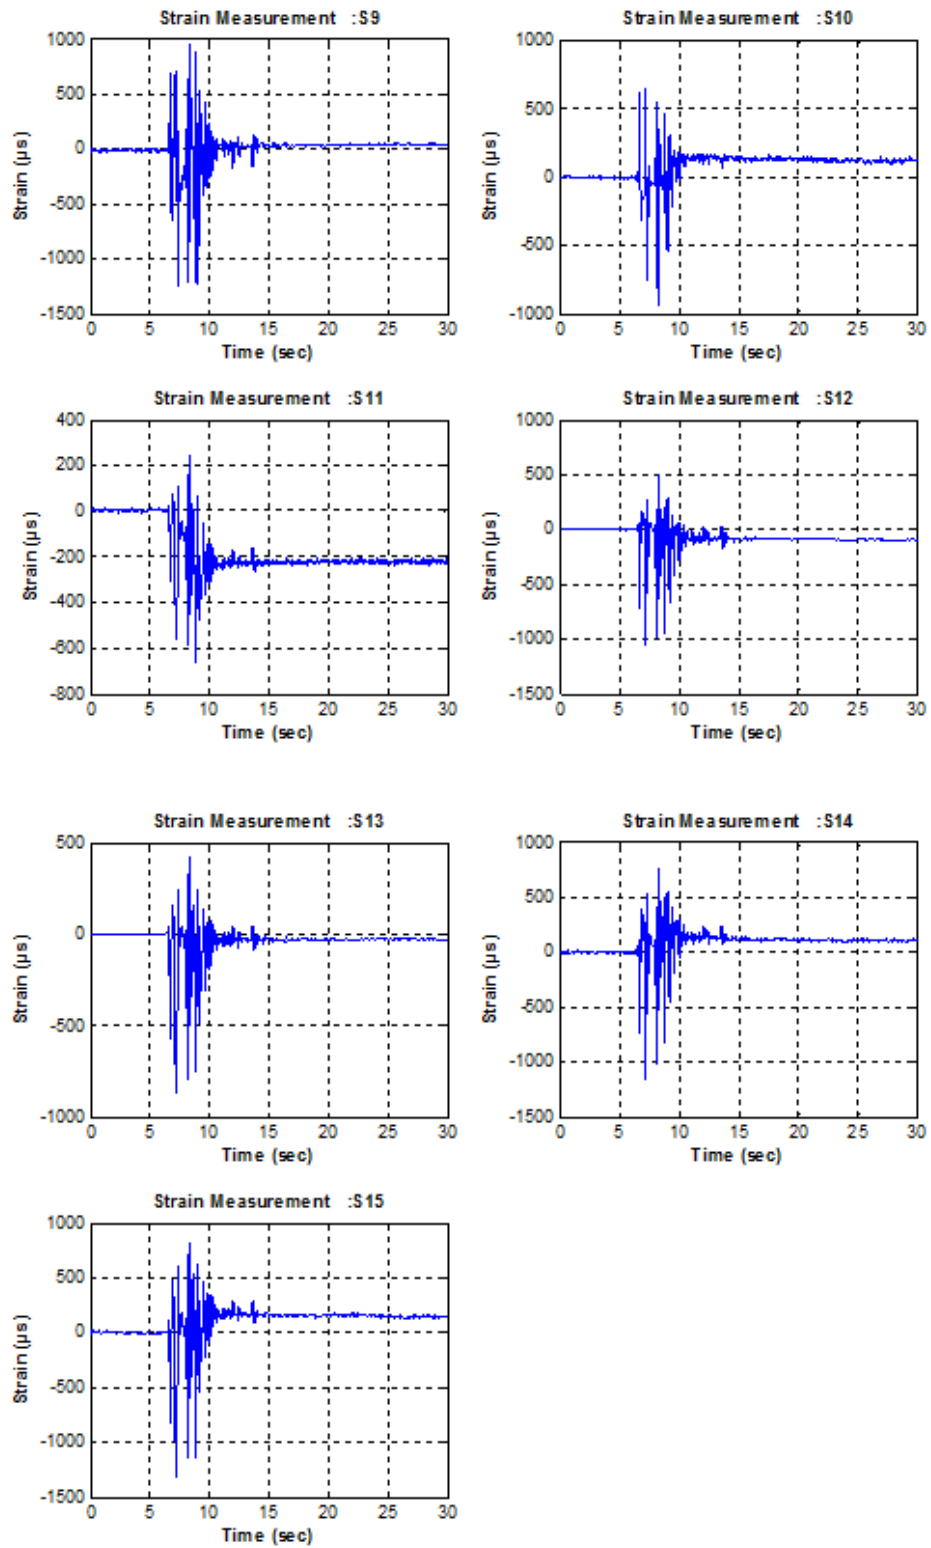 Strain Measurement :S9
1000
500
0
-500
-1000
-1500
Strain (µs)
0 5 10 15 20 25 30
Time (sec)
Strain Measurement :S10
1000
500
0
-500
-1000
Strain (µs)
0 5 10 15 20 25 30
Time (sec)
Strain Measurement :S11
400
200
0
-200
-400
-600
-800
Strain (µs)
0 5 10 15 20 25 30
Time (sec)
Strain Measurement :S12
1000
500
0
-500
-1000
-1500
Strain (µs)
0 5 10 15 20 25 30
Time (sec)
Strain Measurement :S13
500
0
-500
-1000
Strain (µs)
0 5 10 15 20 25 30
Time (sec)
Strain Measurement :S14
1000
500
0
-500
-1000
-1500
Strain (µs)
0 5 10 15 20 25 30
Time (sec)
Strain Measurement :S15
1000
500
0
-500
-1000
-1500
Strain (µs)
0 5 10 15 20 25 30
Time (sec)